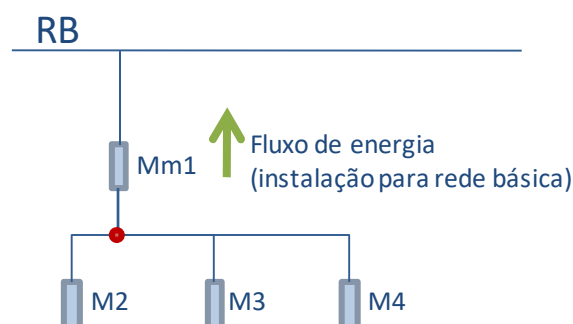 RB
Fluxo de energia
Mm1
(instalação para rede básica)
M2 M3 M4